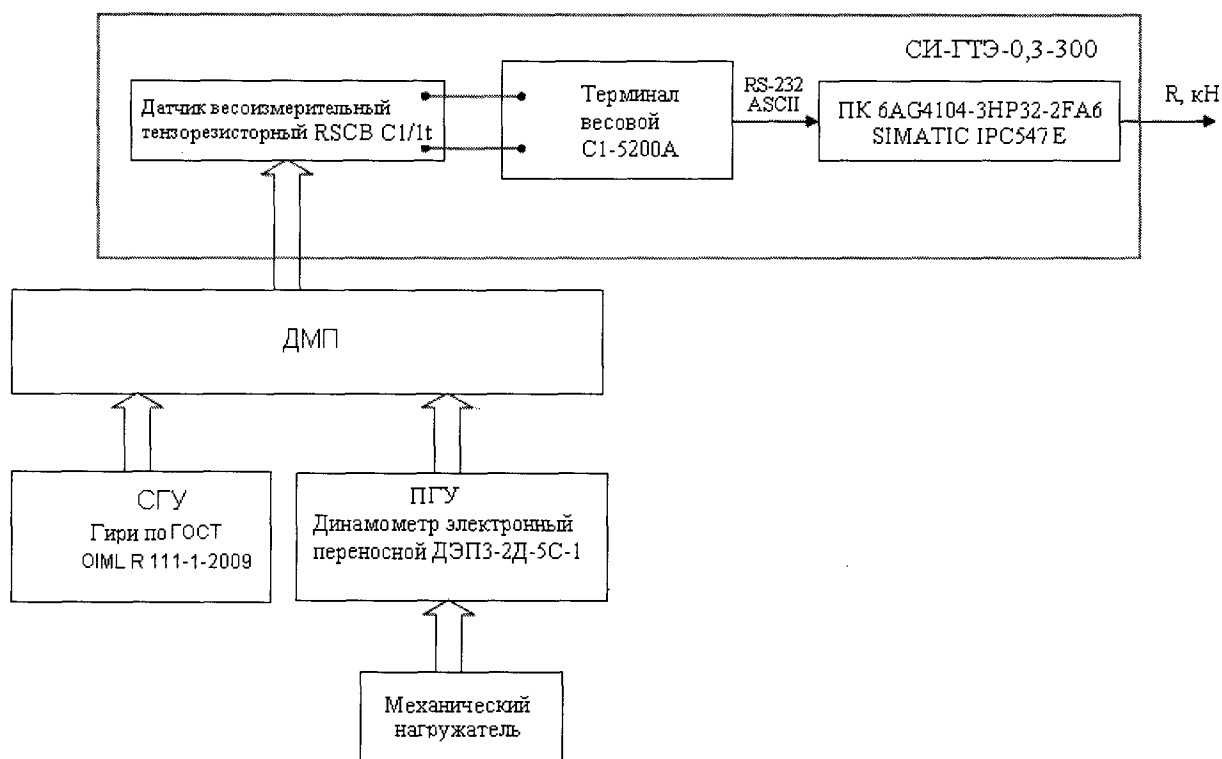 СИ-ГТЭ-0,3-300
Датчик весоизмерительный
тензорезисторный RSCB C1/1t
Терминал
весовой
С1-5200А
RS-232
ASCII
ПК 6AG4104-3HP32-2FA6
SIMATIC IPC547E
R, кН
ДМП
СГУ
Гири по ГОСТ
OIML R 111-1-2009
ПГУ
Динамометр электронный
переносной ДЭП3-2Д-5С-1
Механический
нагружатель